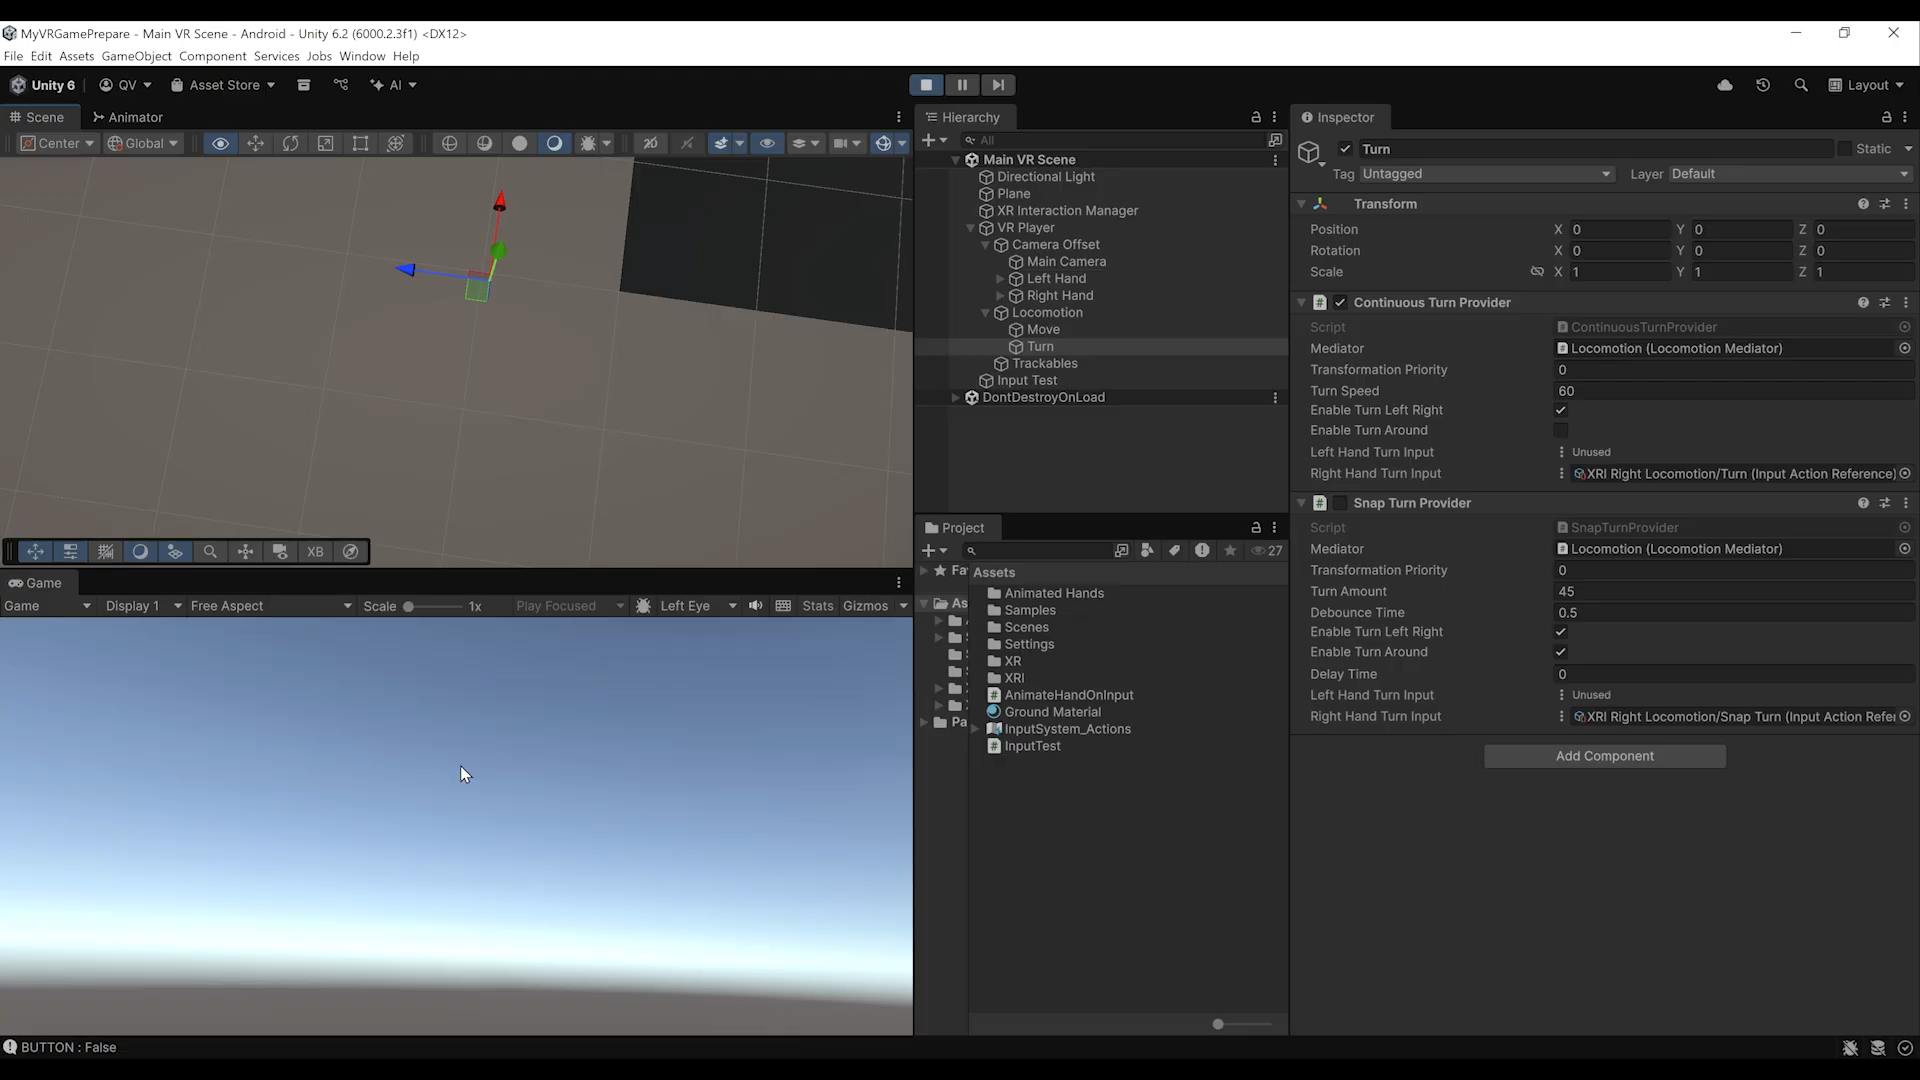 MyVRGamePrepare - Main VR Scene - Android - Unity 6.2 (6000.2.3f1) <DX12>
File Edit Assets GameObject Component Services Jobs Window Help
Unity 6 QV Asset Store AI Layout
Scene Animator
Center Global 2D
XB
Game
Game Display 1 Free Aspect Scale 1x Play Focused Left Eye Stats Gizmos
BUTTON : False
Hierarchy
All
Main VR Scene
Directional Light
Plane
XR Interaction Manager
VR Player
Camera Offset
Main Camera
Left Hand
Right Hand
Locomotion
Move
Turn
Trackables
Input Test
DontDestroyOnLoad
Project
27
Fa
As
Pa
Assets
Animated Hands
Samples
Scenes
Settings
XR
XRI
AnimateHandOnInput
Ground Material
InputSystem_Actions
InputTest
Inspector
Turn Static
Tag Untagged Layer Default
Transform
Position X 0 Y 0 Z 0
Rotation X 0 Y 0 Z 0
Scale X 1 Y 1 Z 1
Continuous Turn Provider
Script ContinuousTurnProvider
Mediator Locomotion (Locomotion Mediator)
Transformation Priority 0
Turn Speed 60
Enable Turn Left Right
Enable Turn Around
Left Hand Turn Input Unused
Right Hand Turn Input XRI Right Locomotion/Turn (Input Action Reference)
Snap Turn Provider
Script SnapTurnProvider
Mediator Locomotion (Locomotion Mediator)
Transformation Priority 0
Turn Amount 45
Debounce Time 0.5
Enable Turn Left Right
Enable Turn Around
Delay Time 0
Left Hand Turn Input Unused
Right Hand Turn Input XRI Right Locomotion/Snap Turn (Input Action Refer
Add Component